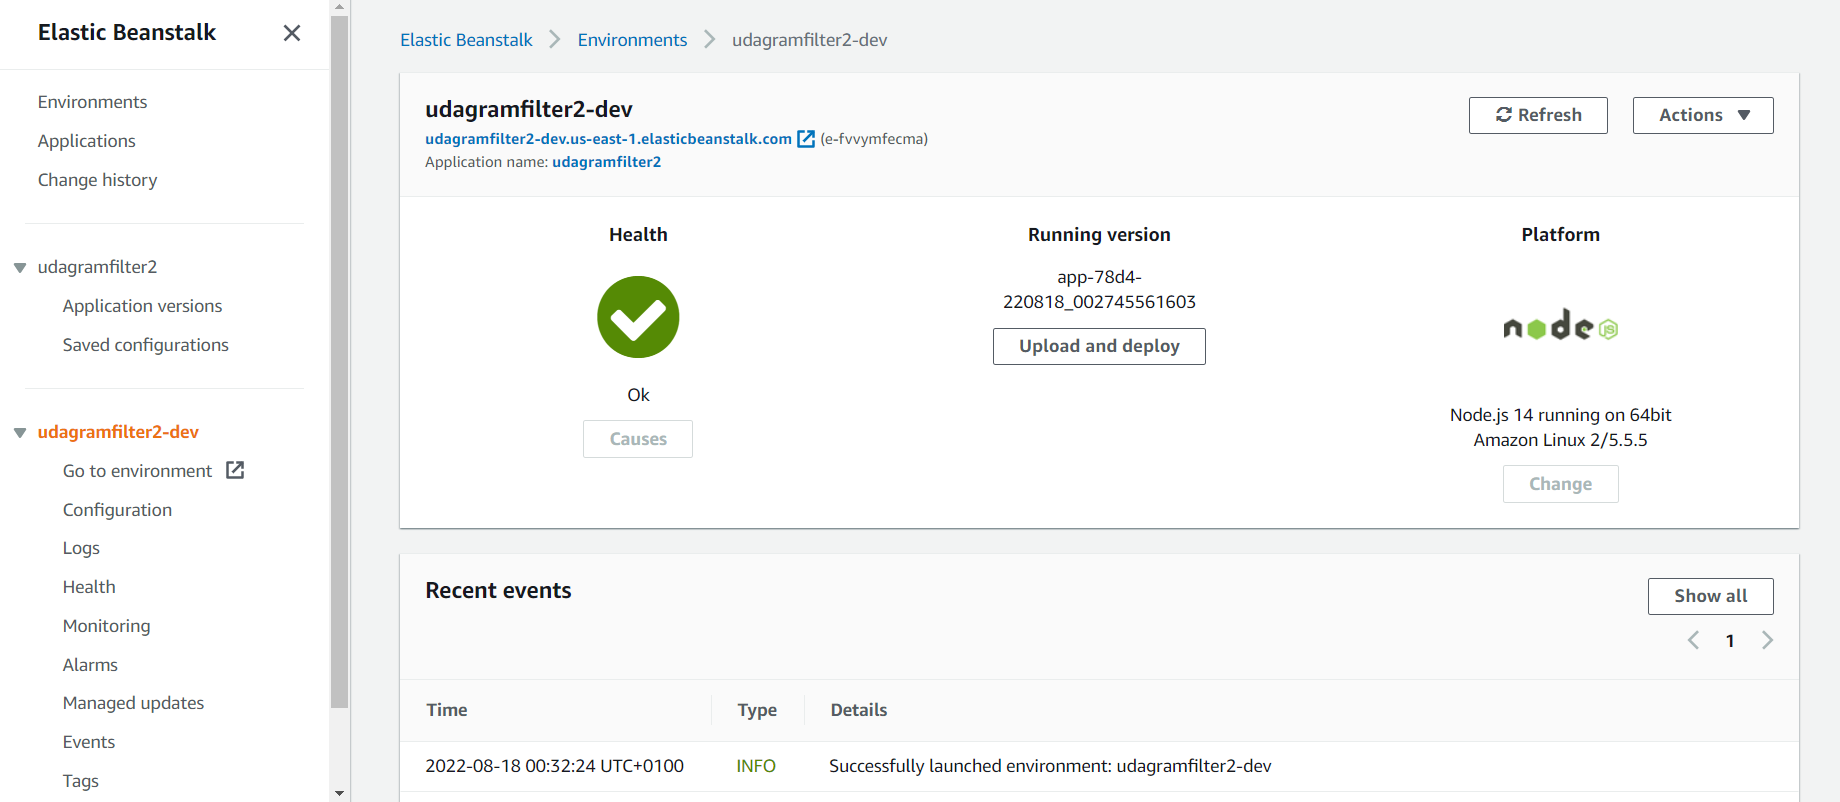 Elastic Beanstalk
Environments
Applications
Change history
udagramfilter2
Application versions
Saved configurations
udagramfilter2-dev
Go to environment
Configuration
Logs
Health
Monitoring
Alarms
Managed updates
Events
Tags
Elastic Beanstalk Environments udagramfilter2-dev
udagramfilter2-dev
udagramfilter2-dev.us-east-1.elasticbeanstalk.com (e-fvvymfecma)
Application name: udagramfilter2
Refresh
Actions
Health
Ok
Causes
Running version
app-78d4-
220818_002745561603
Upload and deploy
Platform
node JS
Node.js 14 running on 64bit
Amazon Linux 2/5.5.5
Change
Recent events
Show all
1
Time Type Details
2022-08-18 00:32:24 UTC+0100 INFO Successfully launched environment: udagramfilter2-dev